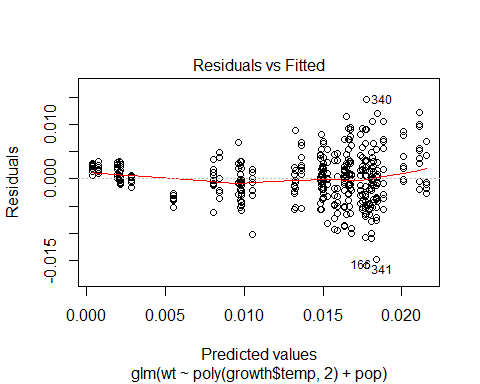 Residuals vs Fitted
Residuals
0.010
0.000
-0.015
340
166
341
0.000 0.005 0.010 0.015 0.020
Predicted values
glm(wt ~ poly(growth$temp, 2) + pop)